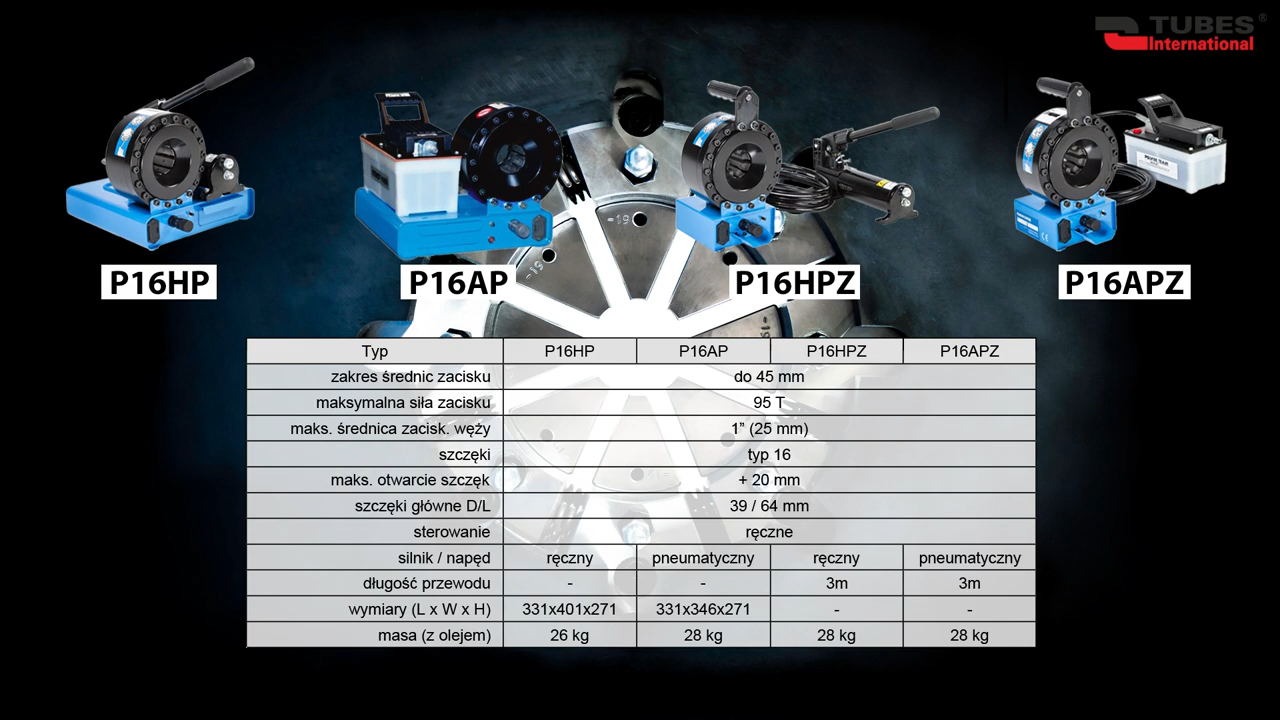 TUBES®
International
P16HP P16AP P16HPZ P16APZ
Typ P16HP P16AP P16HPZ P16APZ
zakres średnic zacisku do 45 mm
maksymalna siła zacisku 95 T
maks. średnica zacisk. węży 1” (25 mm)
szczęki typ 16
maks. otwarcie szczęk + 20 mm
szczęki główne D/L 39 / 64 mm
sterowanie ręczne
silnik / napęd ręczny pneumatyczny ręczny pneumatyczny
długość przewodu - - 3m 3m
wymiary (L x W x H) 331x401x271 331x346x271 - -
masa (z olejem) 26 kg 28 kg 28 kg 28 kg